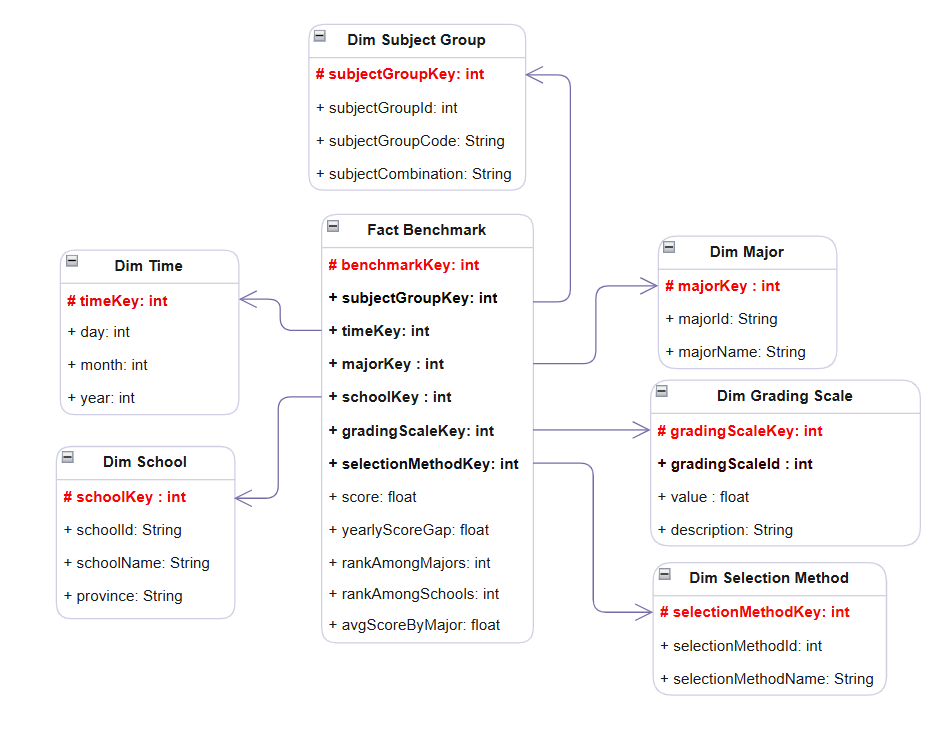 Dim Subject Group
# subjectGroupKey: int
+ subjectGroupId: int
+ subjectGroupCode: String
+ subjectCombination: String
Fact Benchmark
# benchmarkKey: int
+ subjectGroupKey: int
+ timeKey: int
+ majorKey : int
+ schoolKey : int
+ gradingScaleKey: int
+ selectionMethodKey: int
+ score: float
+ yearlyScoreGap: float
+ rankAmongMajors: int
+ rankAmongSchools: int
+ avgScoreByMajor: float
Dim Time
# timeKey: int
+ day: int
+ month: int
+ year: int
Dim School
# schoolKey : int
+ schoolId: String
+ schoolName: String
+ province: String
Dim Major
# majorKey : int
+ majorId: String
+ majorName: String
Dim Grading Scale
# gradingScaleKey: int
+ gradingScaleId : int
+ value : float
+ description: String
Dim Selection Method
# selectionMethodKey: int
+ selectionMethodId: int
+ selectionMethodName: String